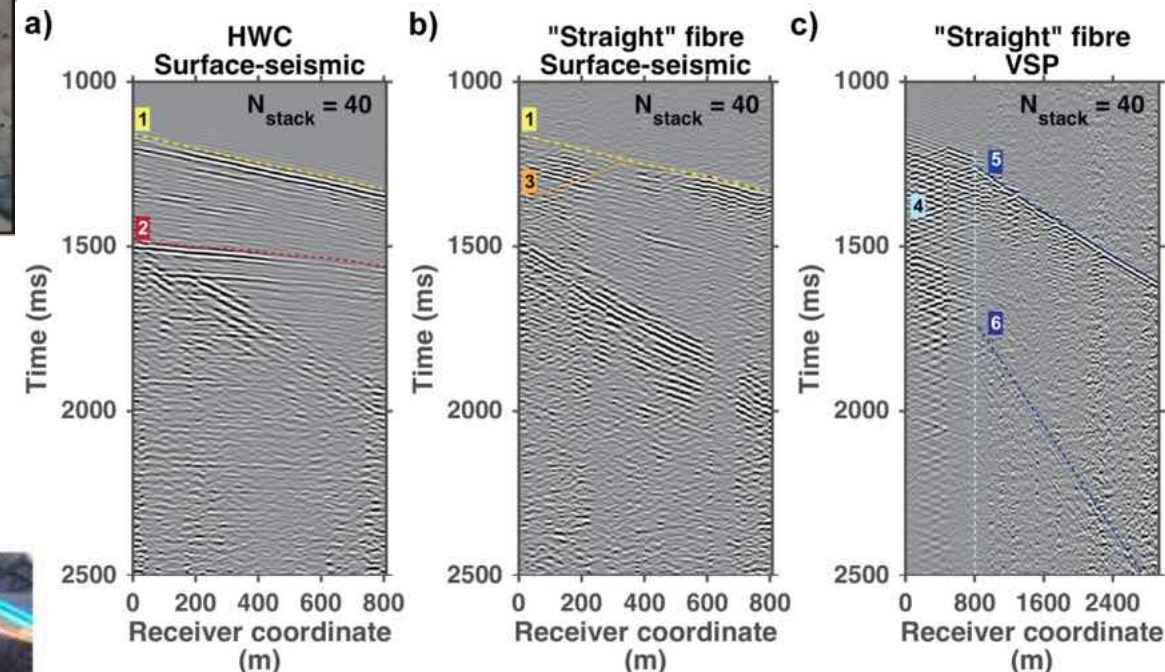 a)
HWC
Surface-seismic
N_stack = 40
1000
1500
2000
2500
Time (ms)
1
2
0
200
400
600
800
Receiver coordinate
(m)
b)
"Straight" fibre
Surface-seismic
N_stack = 40
1000
1500
2000
2500
Time (ms)
1
3
0
200
400
600
800
Receiver coordinate
(m)
c)
"Straight" fibre
VSP
N_stack = 40
1000
1500
2000
2500
Time (ms)
4
5
6
0
800
1600
2400
Receiver coordinate
(m)